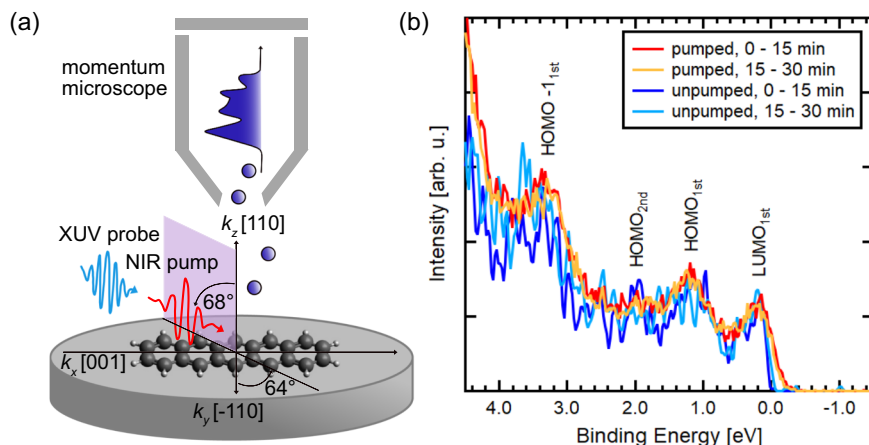 (a)
momentum
microscope
k_z [110]
XUV probe
NIR pump
68°
k_x [001]
64°
k_y [-110]
(b)
pumped, 0 - 15 min
pumped, 15 - 30 min
unpumped, 0 - 15 min
unpumped, 15 - 30 min
HOMO -1_1st
HOMO_2nd
HOMO_1st
LUMO_1st
Intensity [arb. u.]
4.0 3.0 2.0 1.0 0.0 -1.0
Binding Energy [eV]